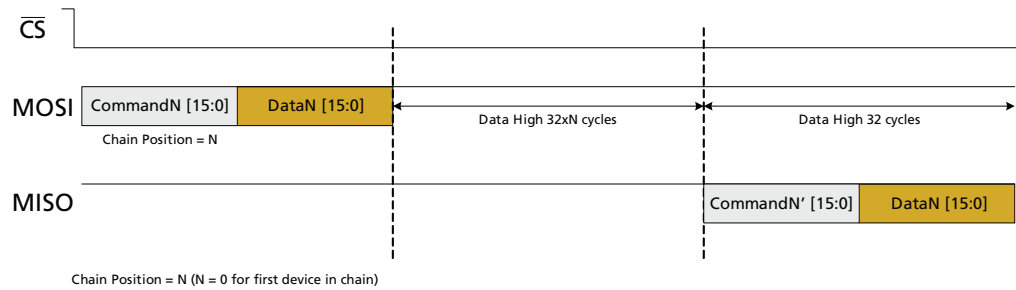 CS
MOSI
CommandN [15:0]
DataN [15:0]
Data High 32xN cycles
Data High 32 cycles
Chain Position = N
MISO
CommandN’ [15:0]
DataN [15:0]
Chain Position = N (N = 0 for first device in chain)